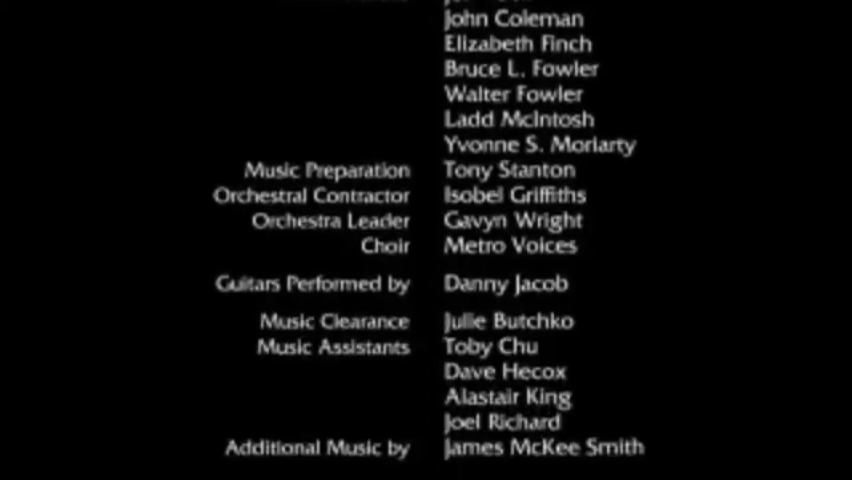 John Coleman
Elizabeth Finch
Bruce L. Fowler
Walter Fowler
Ladd McIntosh
Yvonne S. Moriarty
Music Preparation Tony Stanton
Orchestral Contractor Isobel Griffiths
Orchestra Leader Gavyn Wright
Choir Metro Voices
Guitars Performed by Danny Jacob
Music Clearance Julie Butchko
Music Assistants Toby Chu
Dave Hecox
Alastair King
Joel Richard
Additional Music by James McKee Smith